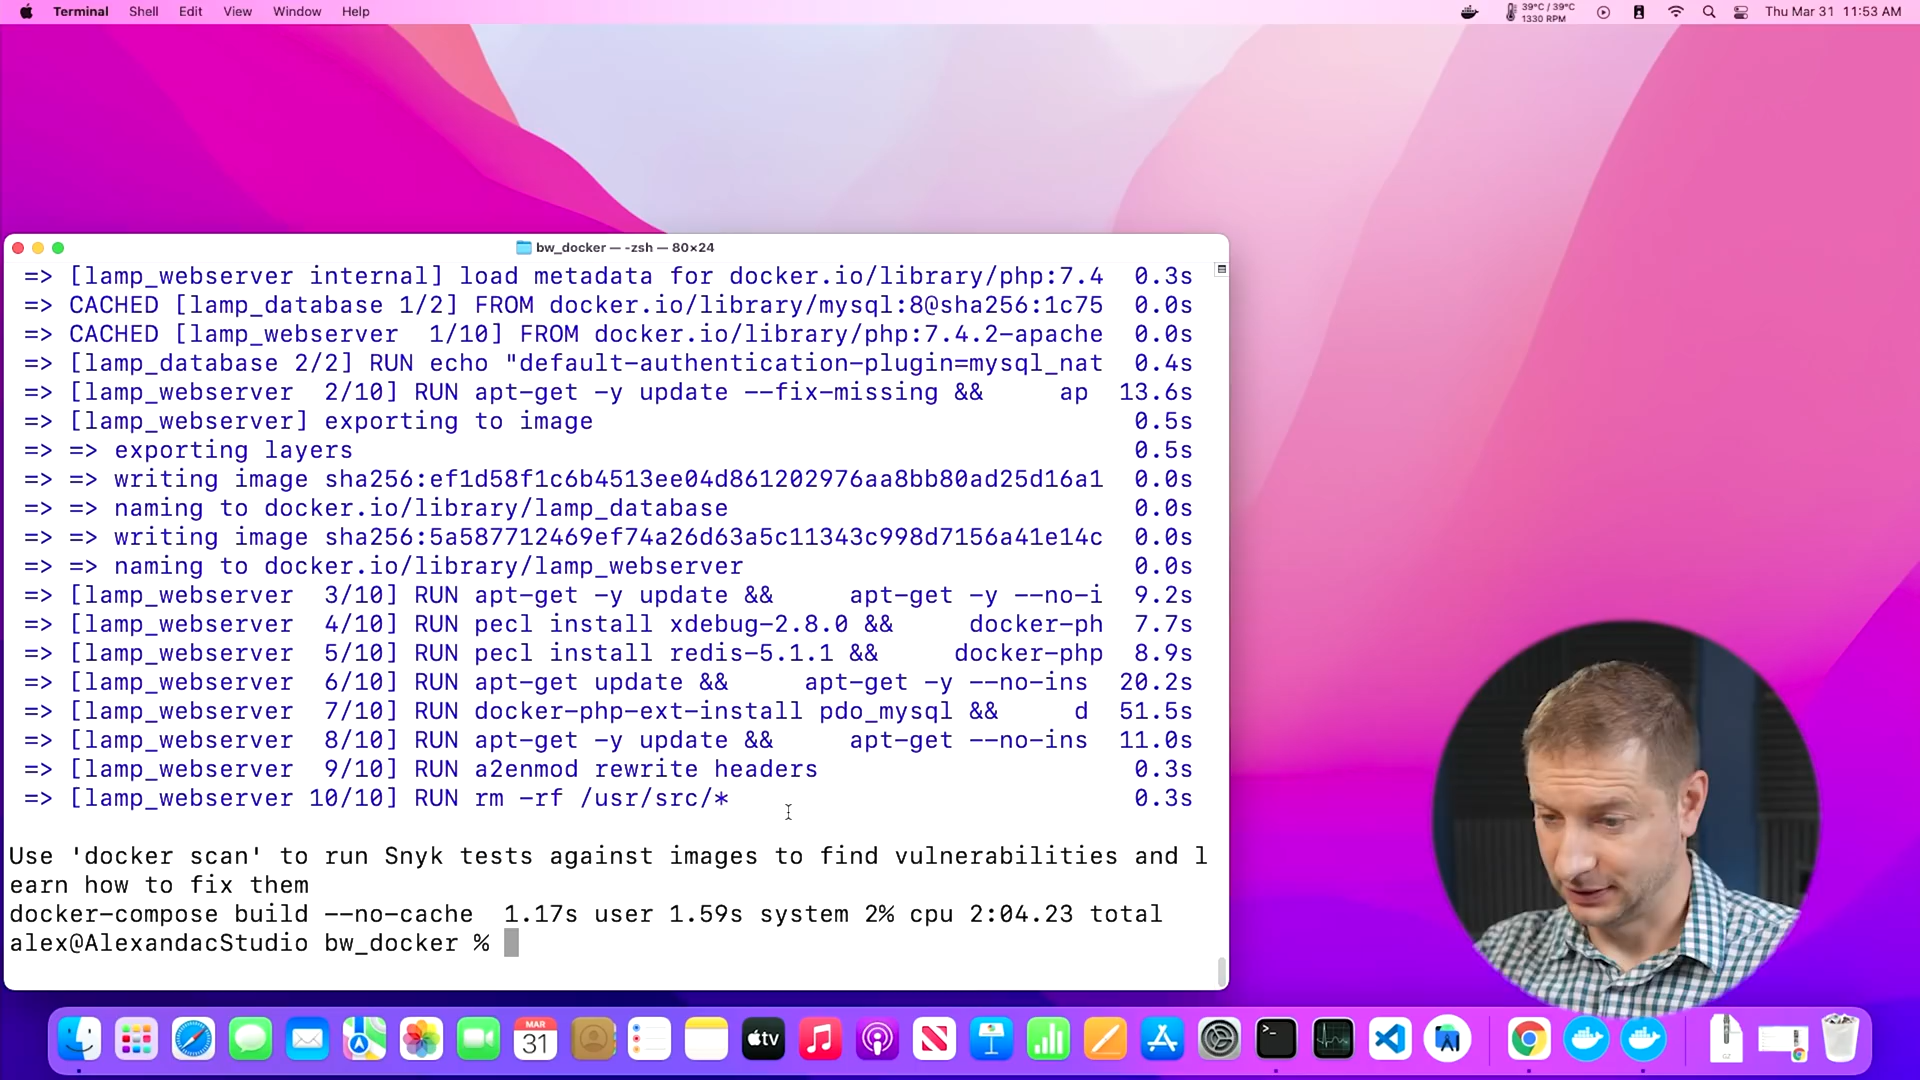 Terminal Shell Edit View Window Help
39°C / 39°C
1330 RPM
Thu Mar 31 11:53 AM
bw_docker — -zsh — 80×24
=> [lamp_webserver internal] load metadata for docker.io/library/php:7.4 0.3s
=> CACHED [lamp_database 1/2] FROM docker.io/library/mysql:8@sha256:1c75 0.0s
=> CACHED [lamp_webserver 1/10] FROM docker.io/library/php:7.4.2-apache 0.0s
=> [lamp_database 2/2] RUN echo "default-authentication-plugin=mysql_nat 0.4s
=> [lamp_webserver 2/10] RUN apt-get -y update --fix-missing && ap 13.6s
=> [lamp_webserver] exporting to image 0.5s
=> => exporting layers 0.5s
=> => writing image sha256:ef1d58f1c6b4513ee04d861202976aa8bb80ad25d16a1 0.0s
=> => naming to docker.io/library/lamp_database 0.0s
=> => writing image sha256:5a587712469ef74a26d63a5c11343c998d7156a41e14c 0.0s
=> => naming to docker.io/library/lamp_webserver 0.0s
=> [lamp_webserver 3/10] RUN apt-get -y update && apt-get -y --no-i 9.2s
=> [lamp_webserver 4/10] RUN pecl install xdebug-2.8.0 && docker-ph 7.7s
=> [lamp_webserver 5/10] RUN pecl install redis-5.1.1 && docker-php 8.9s
=> [lamp_webserver 6/10] RUN apt-get update && apt-get -y --no-ins 20.2s
=> [lamp_webserver 7/10] RUN docker-php-ext-install pdo_mysql && d 51.5s
=> [lamp_webserver 8/10] RUN apt-get -y update && apt-get --no-ins 11.0s
=> [lamp_webserver 9/10] RUN a2enmod rewrite headers 0.3s
=> [lamp_webserver 10/10] RUN rm -rf /usr/src/* 0.3s
Use 'docker scan' to run Snyk tests against images to find vulnerabilities and l
earn how to fix them
docker-compose build --no-cache 1.17s user 1.59s system 2% cpu 2:04.23 total
alex@AlexandacStudio bw_docker %
MAR
31
tv
>_
GZ